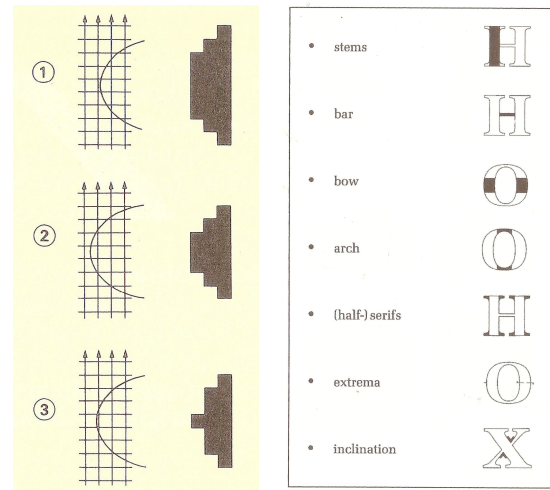 1
2
3
• stems H
• bar H
• bow O
• arch O
• (half-) serifs H
• extrema O
• inclination X